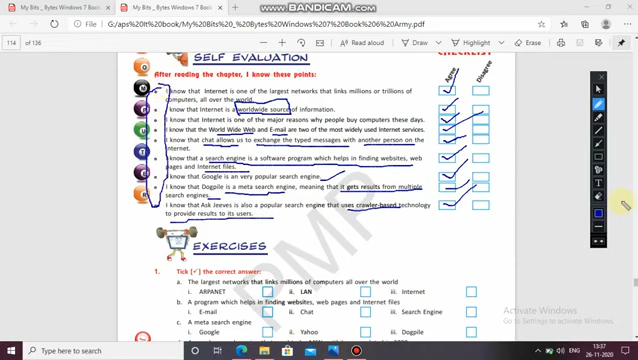 WWW.BANDICAM.COM
My Bits _ Bytes Windows 7 Book
My Bits _ Bytes Windows 7 Book
G:/aps%20It%20book/My%20Bits%20_%20Bytes%20Windows%207%20Book%206%20Army.pdf
114 of 136
Read aloud
Draw
Highlight
Erase
SELF EVALUATION
CHECKLIST
After reading the chapter, I know these points:
Agree
Disagree
I know that Internet is one of the largest networks that links millions or trillions of
computers, all over the world.
I know that Internet is a worldwide source of information.
I know that Internet is one of major reasons why people buy computers these days.
I know that the World Wide Web and E-mail are two of the most widely used Internet services.
I know that chat allows us to exchange the typed messages with another person on the
Internet.
I know that a search engine is a software program which helps in finding websites, web
pages and Internet files.
I know that Google is an very popular search engine.
I know that Dogpile is a meta search engine, meaning that it gets results from multiple
search engines.
I know that Ask Jeeves is also a popular search engine that uses crawler-based technology
to provide results to its users.
PMP
EXERCISES
1. Tick (✓) the correct answer:
a. The largest networks that links millions of computers all over the world
i. ARPANET ii. LAN iii. Internet
b. A program which helps in finding websites, web pages and Internet files
i. E-mail ii. Chat iii. Search Engine
c. A meta search engine
i. Google ii. Yahoo iii. Dogpile
Activate Windows
Go to Settings to activate Windows.
Type here to search
ENG
13:37
26-11-2020